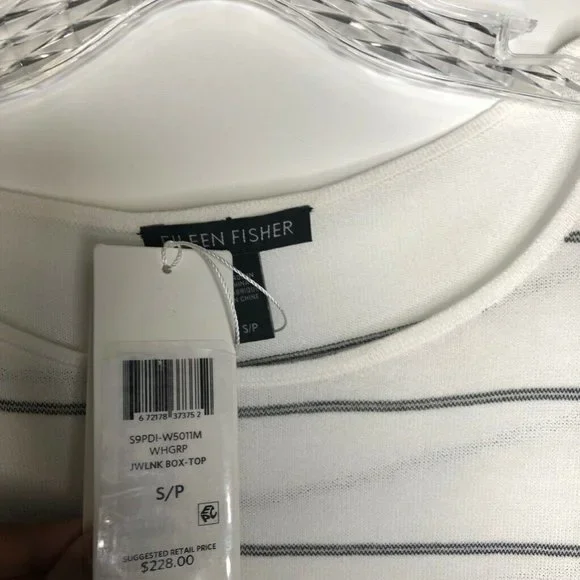 EILEEN FISHER
S/P
6 72178 37375 2
S9PDI-W5011M
WHGRP
JWLNK BOX-TOP
S/P
SUGGESTED RETAIL PRICE
$228.00